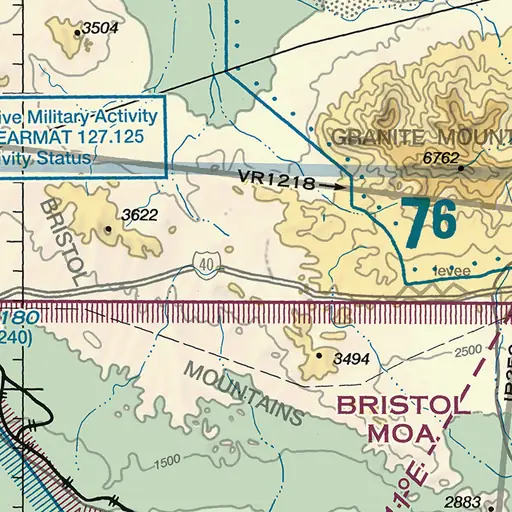 3504
ive Military Activity
EARMAT 127.125
ivity Status
GRANITE MOUNT
6762
VR1218
3622
76
BRISTOL
40
levee
180
240)
3494
2500
MOUNTAINS
BRISTOL
MOA
1500
2883